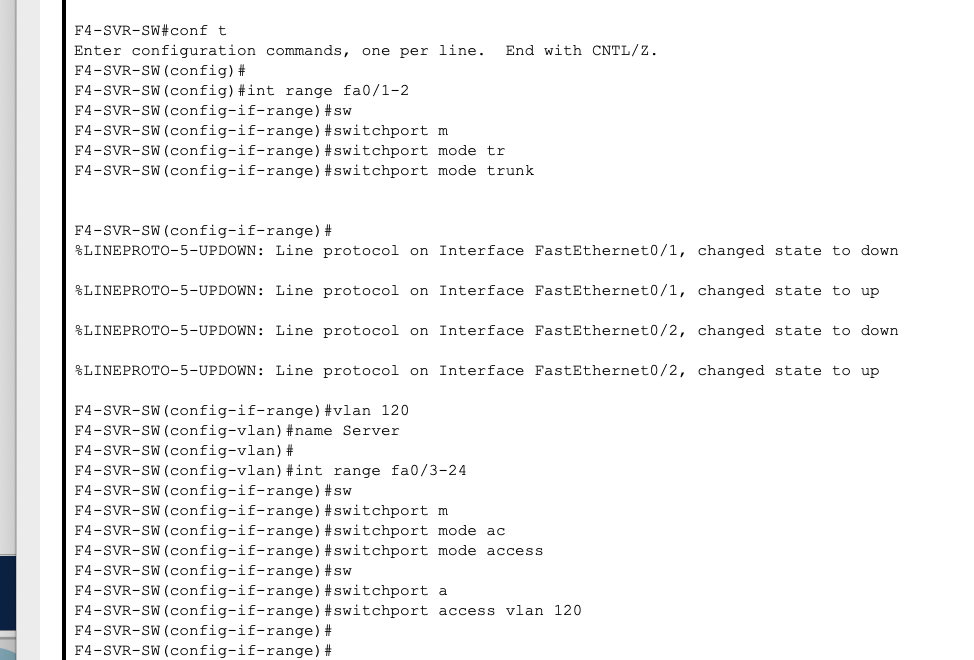 F4-SVR-SW#conf t
Enter configuration commands, one per line.  End with CNTL/Z.
F4-SVR-SW(config)#
F4-SVR-SW(config)#int range fa0/1-2
F4-SVR-SW(config-if-range)#sw
F4-SVR-SW(config-if-range)#switchport m
F4-SVR-SW(config-if-range)#switchport mode tr
F4-SVR-SW(config-if-range)#switchport mode trunk
F4-SVR-SW(config-if-range)#
%LINEPROTO-5-UPDOWN: Line protocol on Interface FastEthernet0/1, changed state to down
%LINEPROTO-5-UPDOWN: Line protocol on Interface FastEthernet0/1, changed state to up
%LINEPROTO-5-UPDOWN: Line protocol on Interface FastEthernet0/2, changed state to down
%LINEPROTO-5-UPDOWN: Line protocol on Interface FastEthernet0/2, changed state to up
F4-SVR-SW(config-if-range)#vlan 120
F4-SVR-SW(config-vlan)#name Server
F4-SVR-SW(config-vlan)#
F4-SVR-SW(config-vlan)#int range fa0/3-24
F4-SVR-SW(config-if-range)#sw
F4-SVR-SW(config-if-range)#switchport m
F4-SVR-SW(config-if-range)#switchport mode ac
F4-SVR-SW(config-if-range)#switchport mode access
F4-SVR-SW(config-if-range)#sw
F4-SVR-SW(config-if-range)#switchport a
F4-SVR-SW(config-if-range)#switchport access vlan 120
F4-SVR-SW(config-if-range)#
F4-SVR-SW(config-if-range)#